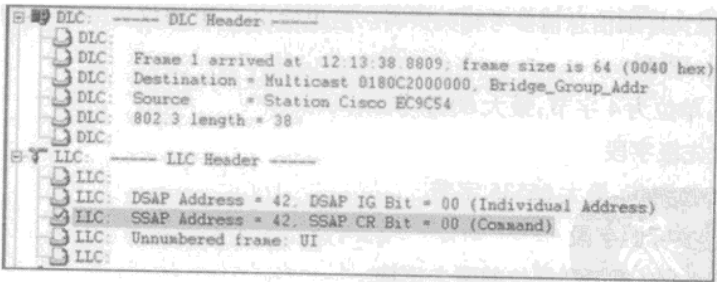 DLC: ----- DLC Header -----
DLC:
DLC: Frame 1 arrived at 12:13:38.8809; frame size is 64 (0040 hex)
DLC: Destination = Multicast 0180C2000000, Bridge_Group_Addr
DLC: Source = Station Cisco EC9C54
DLC: 802.3 length = 38
DLC:
LLC: ----- LLC Header -----
LLC:
LLC: DSAP Address = 42, DSAP IG Bit = 00 (Individual Address)
LLC: SSAP Address = 42, SSAP CR Bit = 00 (Command)
LLC: Unnumbered frame: UI
LLC: